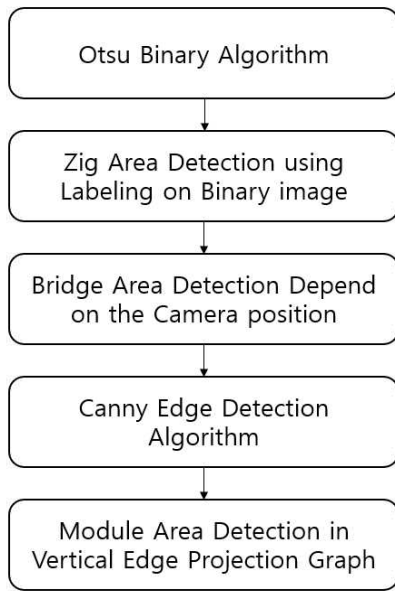 Otsu Binary Algorithm
Zig Area Detection using
Labeling on Binary image
Bridge Area Detection Depend
on the Camera position
Canny Edge Detection
Algorithm
Module Area Detection in
Vertical Edge Projection Graph